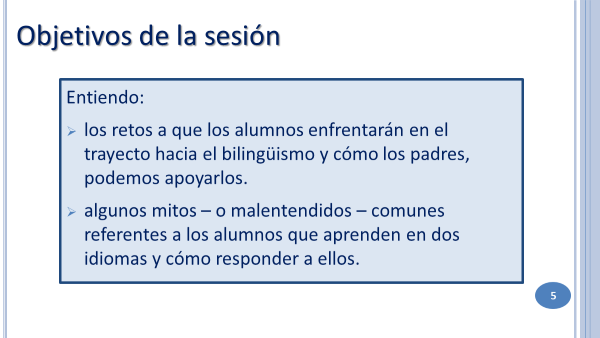 Objetivos de la sesión
Entiendo:
➢ los retos a que los alumnos enfrentarán en el
trayecto hacia el bilingüismo y cómo los padres,
podemos apoyarlos.
➢ algunos mitos – o malentendidos – comunes
referentes a los alumnos que aprenden en dos
idiomas y cómo responder a ellos.
5